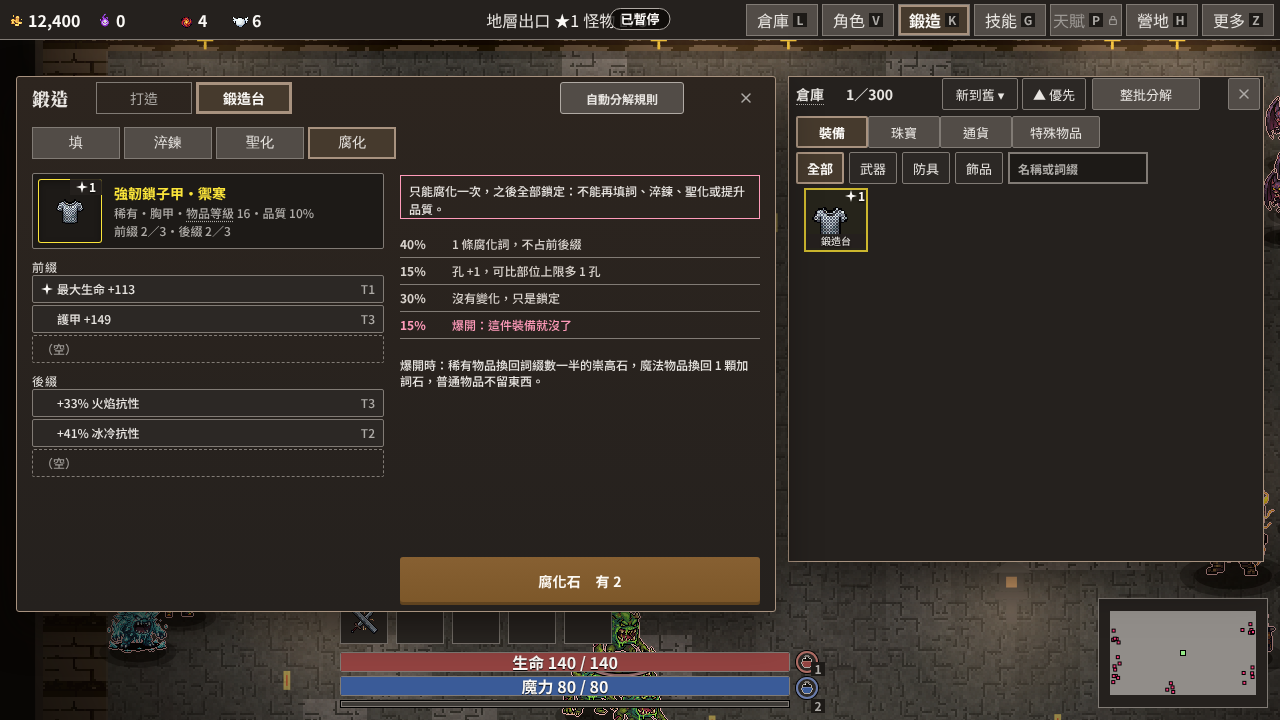 12,400 0 4 6 地層出口 ★1 怪物 已暫停 倉庫 L 角色 V 鍛造 K 技能 G 天賦 P 營地 H 更多 Z
鍛造 打造 鍛造台 自動分解規則 ×
填 淬鍊 聖化 腐化
1
強韌鎖子甲・禦寒
稀有・胸甲・物品等級 16・品質 10%
前綴 2／3・後綴 2／3
前綴
最大生命 +113 T1
護甲 +149 T3
（空）
後綴
+33% 火焰抗性 T3
+41% 冰冷抗性 T2
（空）
只能腐化一次，之後全部鎖定：不能再填詞、淬鍊、聖化或提升
品質。
40% 1 條腐化詞，不占前後綴
15% 孔 +1，可比部位上限多 1 孔
30% 沒有變化，只是鎖定
15% 爆開：這件裝備就沒了
爆開時：稀有物品換回詞綴數一半的崇高石，魔法物品換回 1 顆加
詞石，普通物品不留東西。
腐化石 有 2
倉庫 1／300 新到舊 ▾ ▲ 優先 整批分解 ×
裝備 珠寶 通貨 特殊物品
全部 武器 防具 飾品 名稱或詞綴
1
鍛造台
生命 140 / 140 1
魔力 80 / 80
2